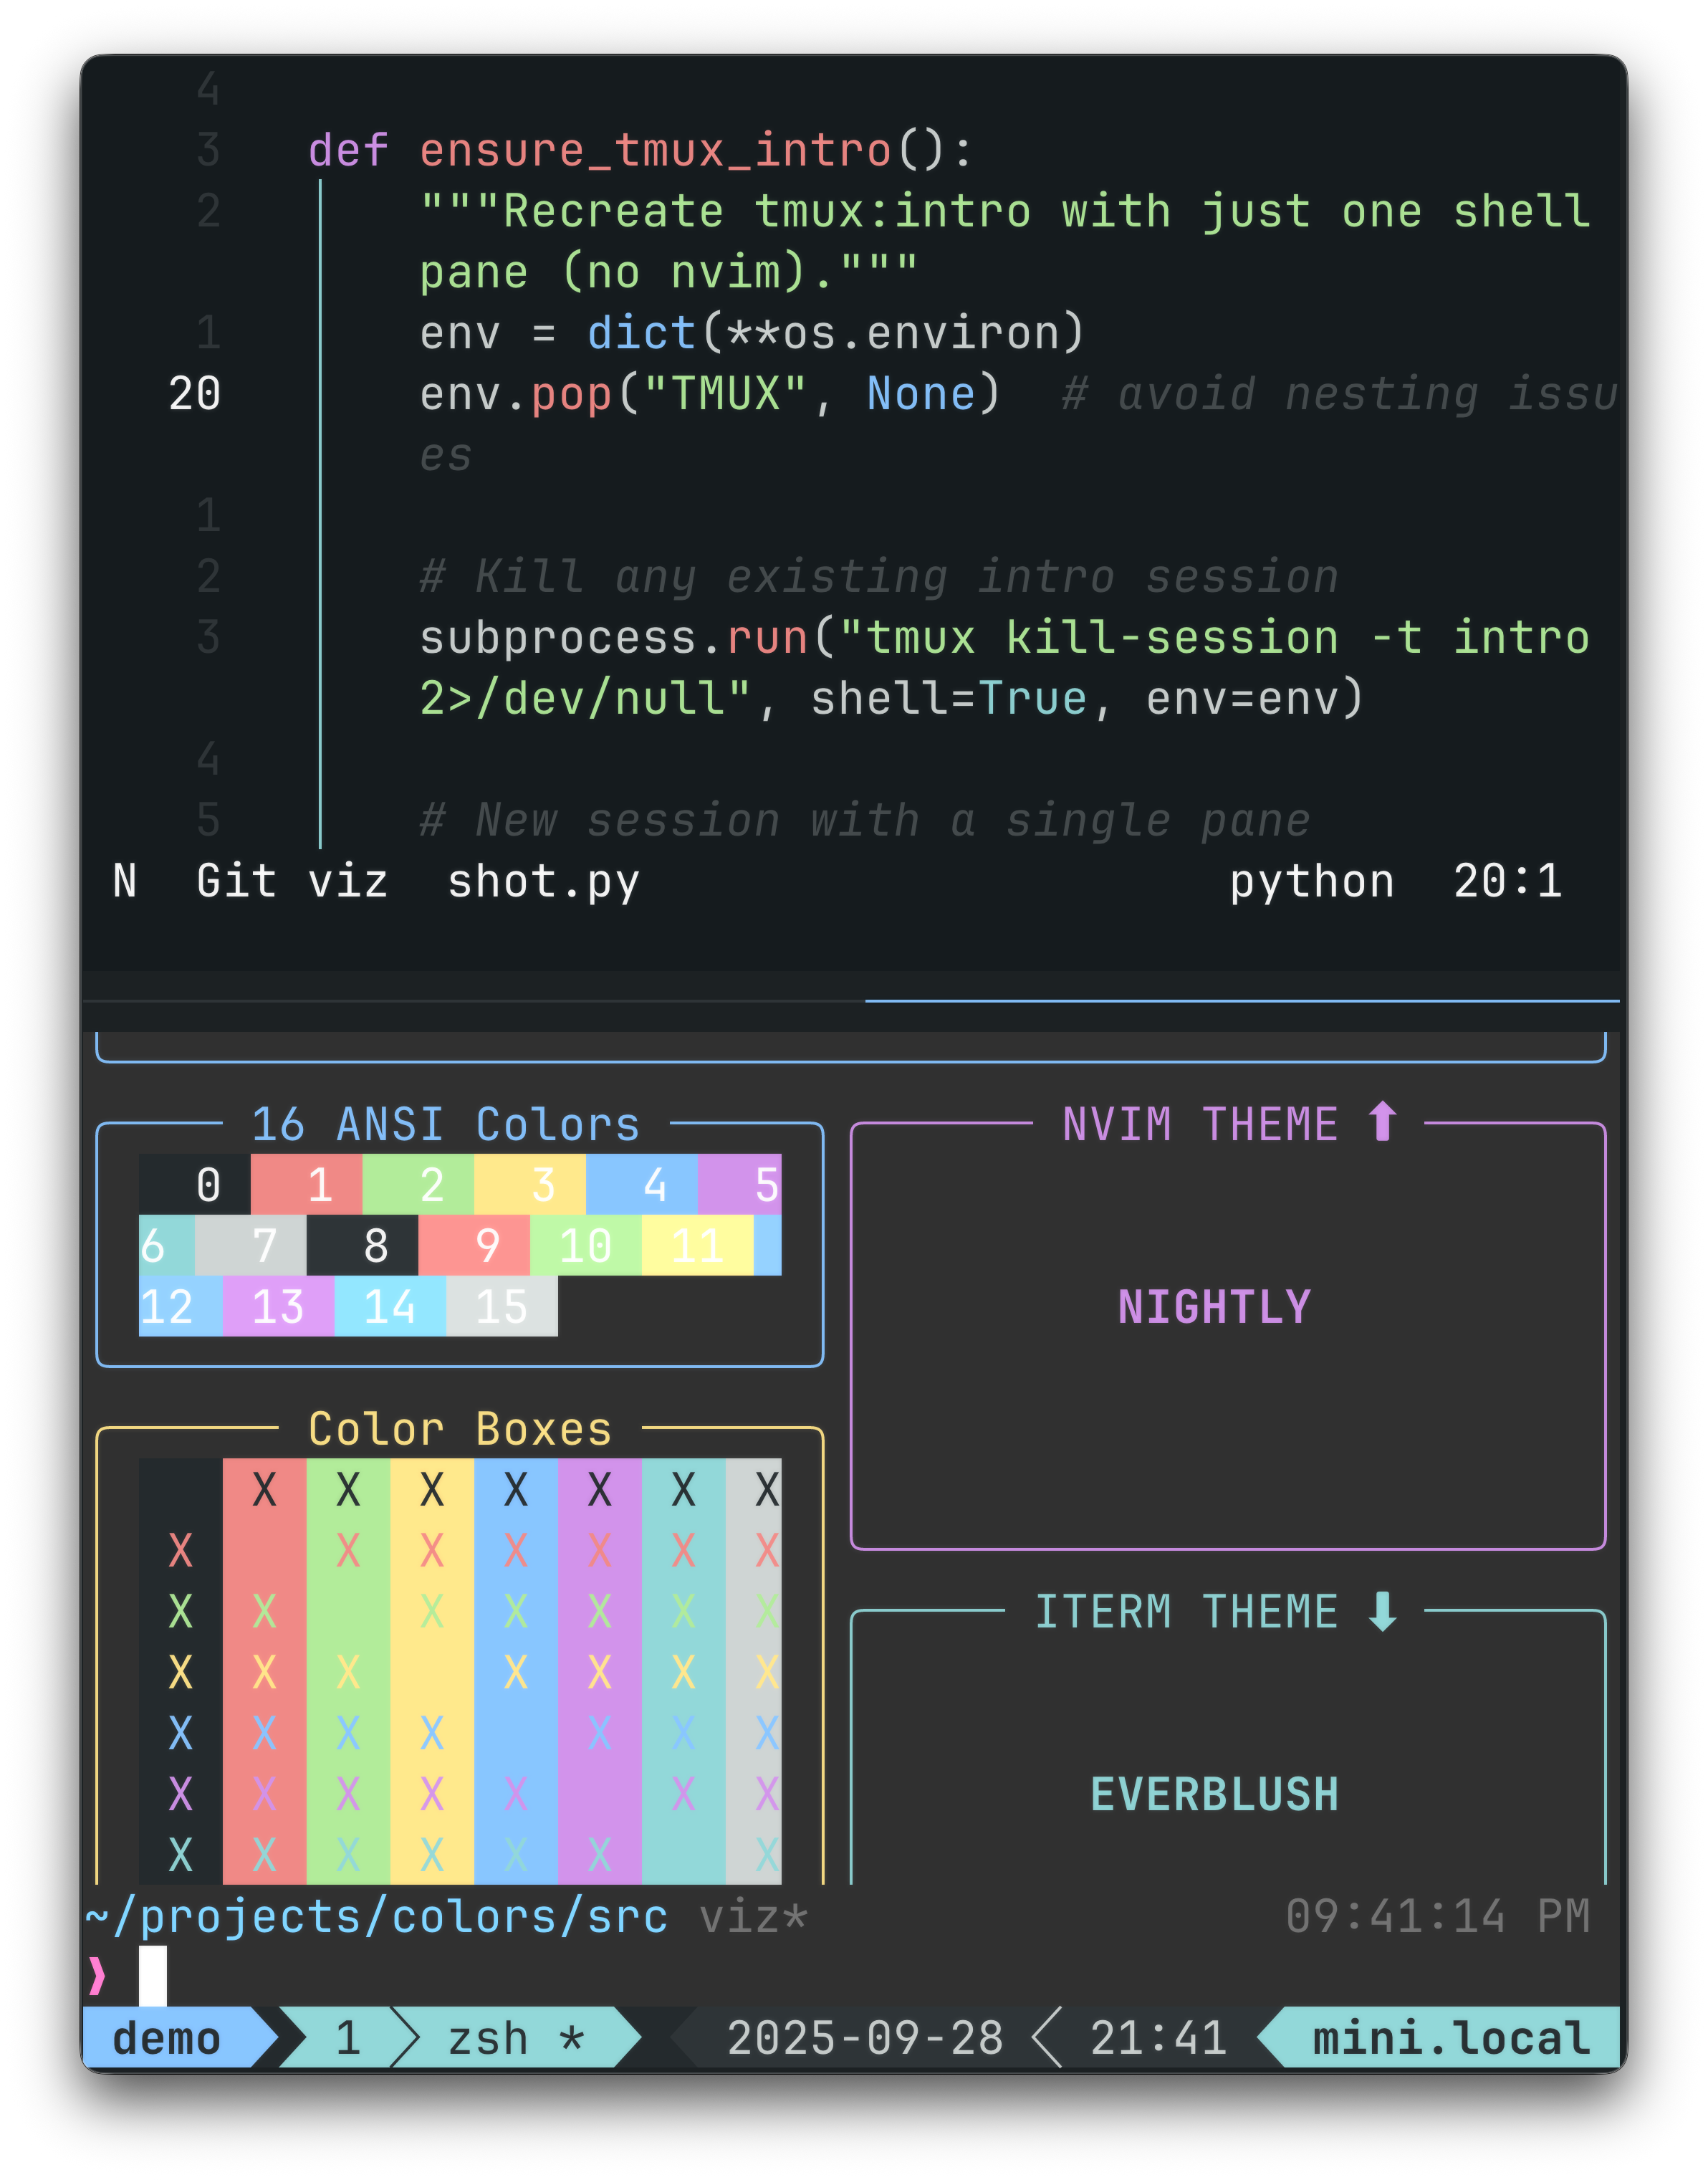 4
3 def ensure_tmux_intro():
2 """Recreate tmux:intro with just one shell
pane (no nvim)."""
1 env = dict(**os.environ)
20 env.pop("TMUX", None)  # avoid nesting issu
es
1
2 # Kill any existing intro session
3 subprocess.run("tmux kill-session -t intro
2>/dev/null", shell=True, env=env)
4
5 # New session with a single pane
N  Git viz  shot.py  python  20:1
16 ANSI Colors
0 1 2 3 4 5
6 7 8 9 10 11
12 13 14 15
NVIM THEME ⬆
NIGHTLY
Color Boxes
X X X X X X X
X X X X X X X
X X X X X X X
X X X X X X X
X X X X X X X
X X X X X X X
X X X X X X X
ITERM THEME ⬇
EVERBLUSH
~/projects/colors/src viz* 09:41:14 PM
❯
demo 1 zsh * 2025-09-28 21:41 mini.local